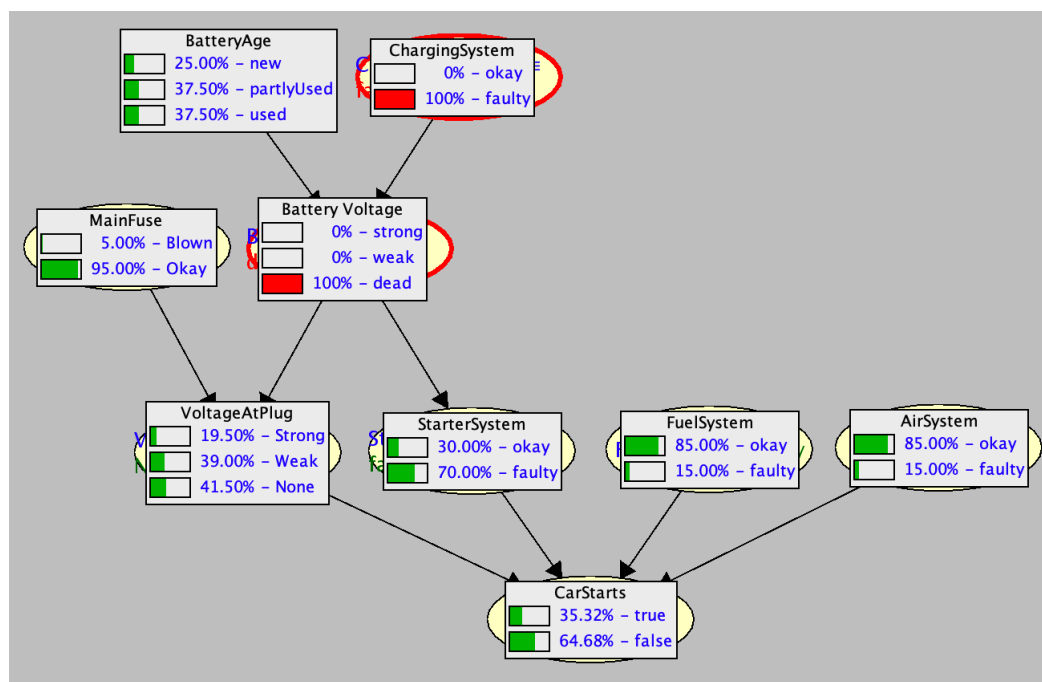 BatteryAge
25.00% – new
37.50% – partlyUsed
37.50% – used
ChargingSystem
0% – okay
100% – faulty
MainFuse
5.00% – Blown
95.00% – Okay
Battery Voltage
0% – strong
0% – weak
100% – dead
VoltageAtPlug
19.50% – Strong
39.00% – Weak
41.50% – None
StarterSystem
30.00% – okay
70.00% – faulty
FuelSystem
85.00% – okay
15.00% – faulty
AirSystem
85.00% – okay
15.00% – faulty
CarStarts
35.32% – true
64.68% – false